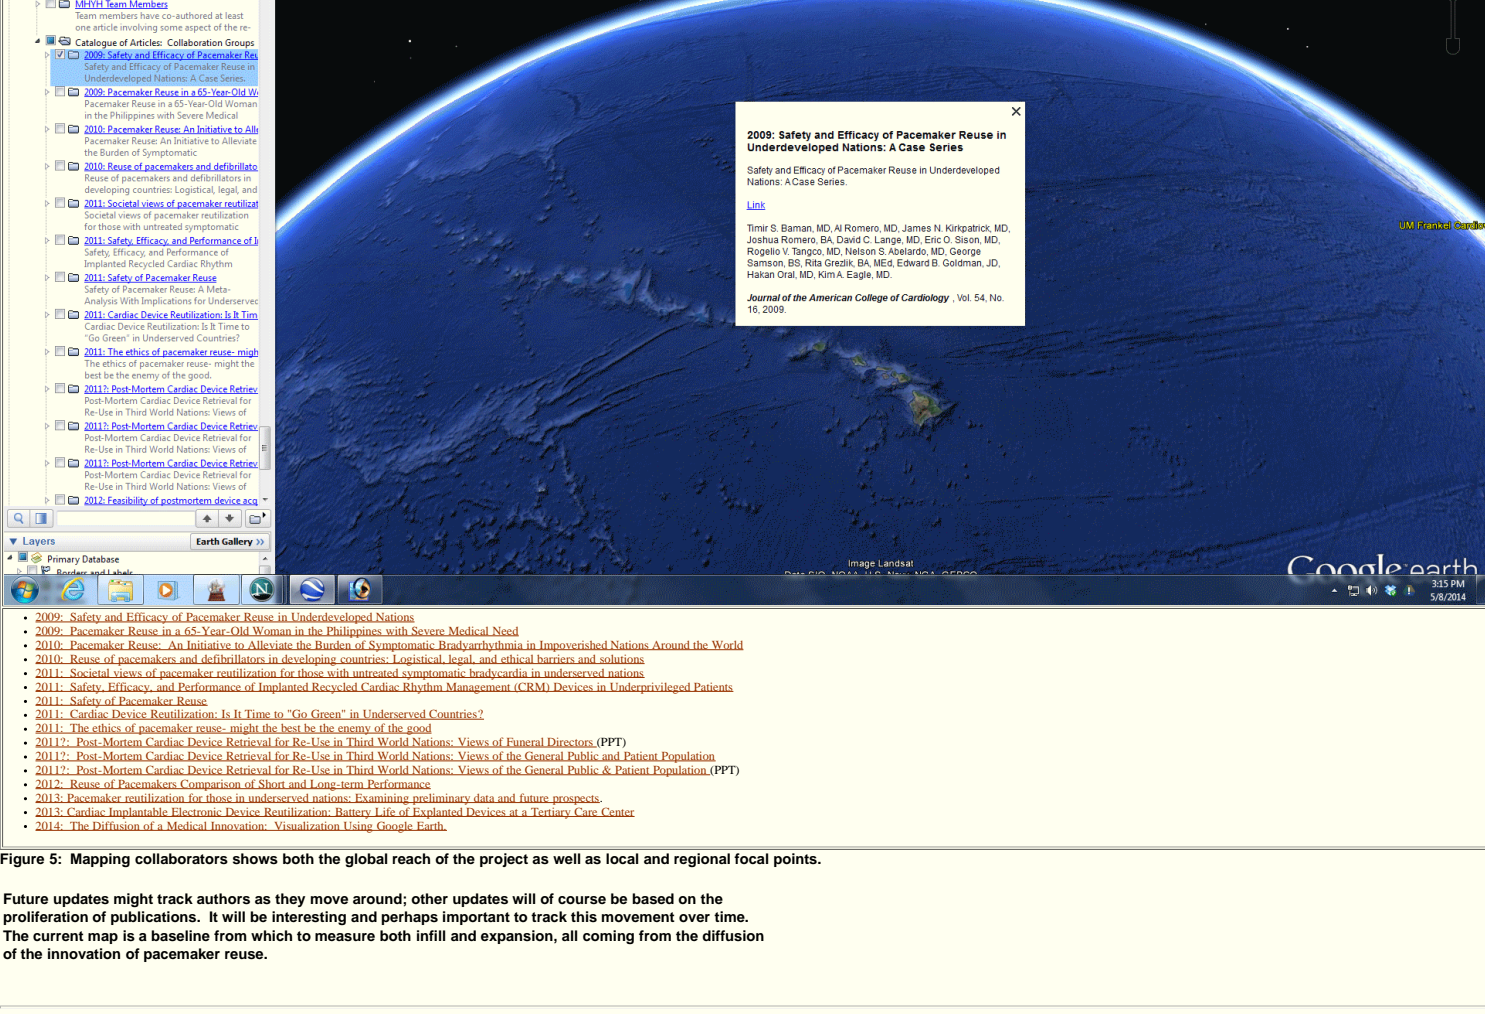 MHYH Team Members
Team members have co-authored at least
one article involving some aspect of the re-
Catalogue of Articles: Collaboration Groups
2009: Safety and Efficacy of Pacemaker Reu
Safety and Efficacy of Pacemaker Reuse in
Underdeveloped Nations: A Case Series.
2009: Pacemaker Reuse in a 65-Year-Old W
Pacemaker Reuse in a 65-Year-Old Woman
in the Philippines with Severe Medical
2010: Pacemaker Reuse: An Initiative to Alle
Pacemaker Reuse: An Initiative to Alleviate
the Burden of Symptomatic
2010: Reuse of pacemakers and defibrillato
Reuse of pacemakers and defibrillators in
developing countries: Logistical, legal, and
2011: Societal views of pacemaker reutilizat
Societal views of pacemaker reutilization
for those with untreated symptomatic
2011: Safety, Efficacy, and Performance of I
Safety, Efficacy, and Performance of
Implanted Recycled Cardiac Rhythm
2011: Safety of Pacemaker Reuse
Safety of Pacemaker Reuse: A Meta-
Analysis With Implications for Underserved
2011: Cardiac Device Reutilization: Is It Tim
Cardiac Device Reutilization: Is It Time to
"Go Green" in Underserved Countries?
2011: The ethics of pacemaker reuse- migh
The ethics of pacemaker reuse- might the
best be the enemy of the good.
2011?: Post-Mortem Cardiac Device Retriev
Post-Mortem Cardiac Device Retrieval for
Re-Use in Third World Nations: Views of
2011?: Post-Mortem Cardiac Device Retriev
Post-Mortem Cardiac Device Retrieval for
Re-Use in Third World Nations: Views of
2011?: Post-Mortem Cardiac Device Retriev
Post-Mortem Cardiac Device Retrieval for
Re-Use in Third World Nations: Views of
2012: Feasibility of postmortem device acq
Layers
Earth Gallery >>
Primary Database
Borders and Labels
2009: Safety and Efficacy of Pacemaker Reuse in
Underdeveloped Nations: A Case Series
Safety and Efficacy of Pacemaker Reuse in Underdeveloped
Nations: A Case Series.
Link
Timir S. Baman, MD, Al Romero, MD, James N. Kirkpatrick, MD,
Joshua Romero, BA, David C. Lange, MD, Eric O. Sison, MD,
Rogelio V. Tangco, MD, Nelson S. Abelardo, MD, George
Samson, BS, Rita Grezlik, BA, MEd, Edward B. Goldman, JD,
Hakan Oral, MD, Kim A. Eagle, MD.
Journal of the American College of Cardiology , Vol. 54, No.
16, 2009.
UM Frankel Cardio
Image Landsat
Data SIO, NOAA, U.S. Navy, NGA, GEBCO
Google earth
3:15 PM
5/8/2014
2009: Safety and Efficacy of Pacemaker Reuse in Underdeveloped Nations
2009: Pacemaker Reuse in a 65-Year-Old Woman in the Philippines with Severe Medical Need
2010: Pacemaker Reuse: An Initiative to Alleviate the Burden of Symptomatic Bradyarrhythmia in Impoverished Nations Around the World
2010: Reuse of pacemakers and defibrillators in developing countries: Logistical, legal, and ethical barriers and solutions
2011: Societal views of pacemaker reutilization for those with untreated symptomatic bradycardia in underserved nations
2011: Safety, Efficacy, and Performance of Implanted Recycled Cardiac Rhythm Management (CRM) Devices in Underprivileged Patients
2011: Safety of Pacemaker Reuse
2011: Cardiac Device Reutilization: Is It Time to "Go Green" in Underserved Countries?
2011: The ethics of pacemaker reuse- might the best be the enemy of the good
2011?: Post-Mortem Cardiac Device Retrieval for Re-Use in Third World Nations: Views of Funeral Directors (PPT)
2011?: Post-Mortem Cardiac Device Retrieval for Re-Use in Third World Nations: Views of the General Public and Patient Population
2011?: Post-Mortem Cardiac Device Retrieval for Re-Use in Third World Nations: Views of the General Public & Patient Population (PPT)
2012: Reuse of Pacemakers Comparison of Short and Long-term Performance
2013: Pacemaker reutilization for those in underserved nations: Examining preliminary data and future prospects.
2013: Cardiac Implantable Electronic Device Reutilization: Battery Life of Explanted Devices at a Tertiary Care Center
2014: The Diffusion of a Medical Innovation: Visualization Using Google Earth.
Figure 5: Mapping collaborators shows both the global reach of the project as well as local and regional focal points.
Future updates might track authors as they move around; other updates will of course be based on the
proliferation of publications. It will be interesting and perhaps important to track this movement over time.
The current map is a baseline from which to measure both infill and expansion, all coming from the diffusion
of the innovation of pacemaker reuse.